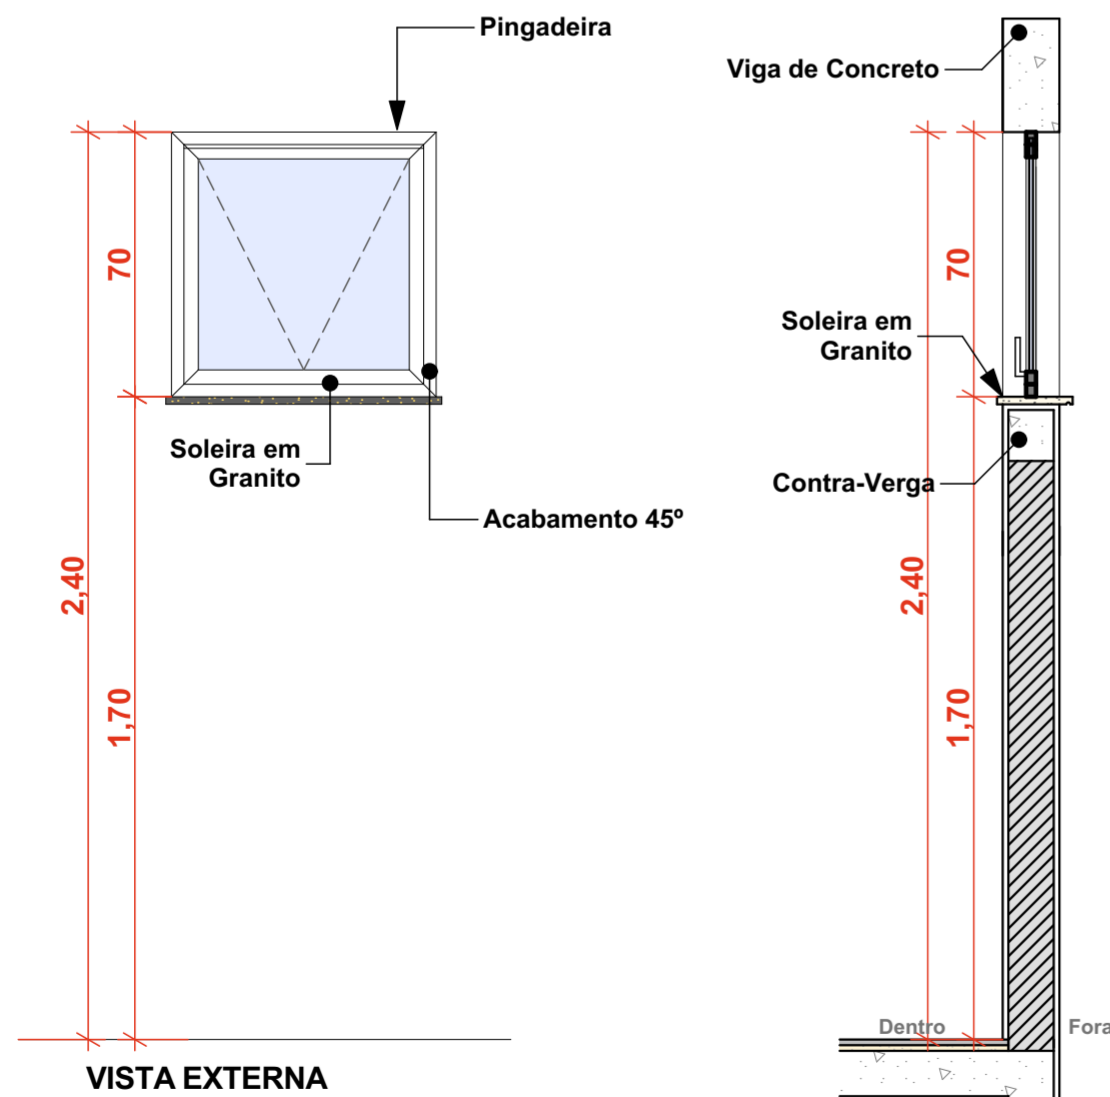 Pingadeira
Viga de Concreto
70
70
Soleira em
Granito
Soleira em
Granito
Contra-Verga
Acabamento 45º
2,40
2,40
1,70
1,70
Dentro
Fora
VISTA EXTERNA